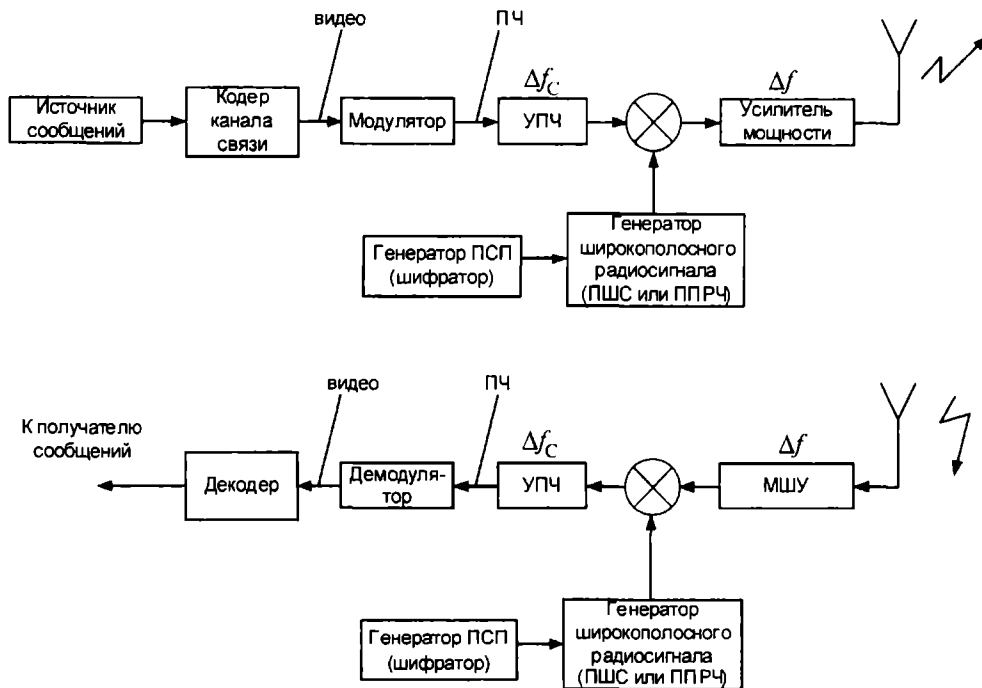 видео
ПЧ
Δf_C
Δf
Источник
сообщений
Кодер
канала
связи
Модулятор
УПЧ
Усилитель
мощности
Генератор ПСП
(шифратор)
Генератор
широкополосного
радиосигнала
(ПШС или ППРЧ)
видео
ПЧ
К получателю
сообщений
Δf_C
Δf
Декодер
Демодуля-
тор
УПЧ
МШУ
Генератор ПСП
(шифратор)
Генератор
широкополосного
радиосигнала
(ПШС или ППРЧ)